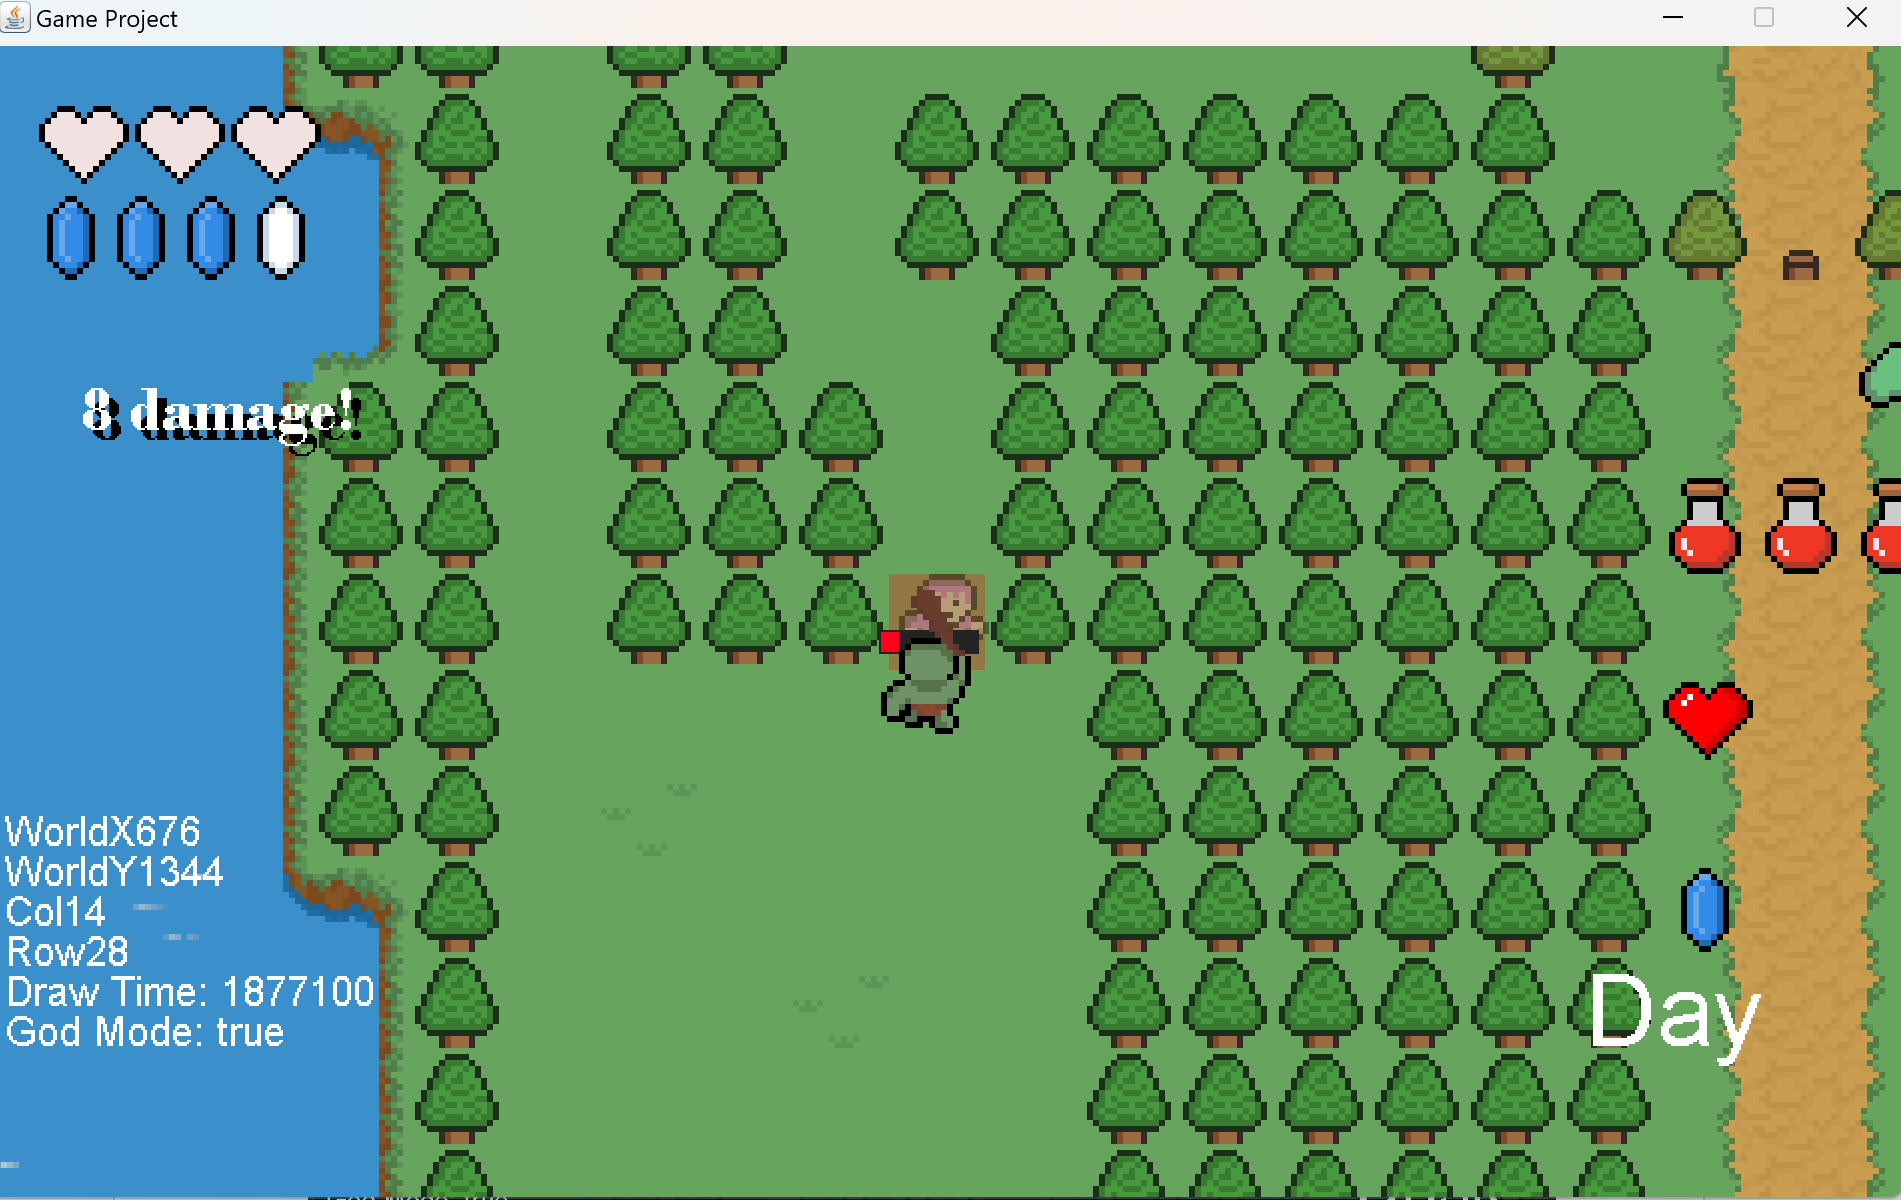 Game Project
8 damage!
WorldX676
WorldY1344
Col14
Row28
Draw Time: 1877100
God Mode: true
Day